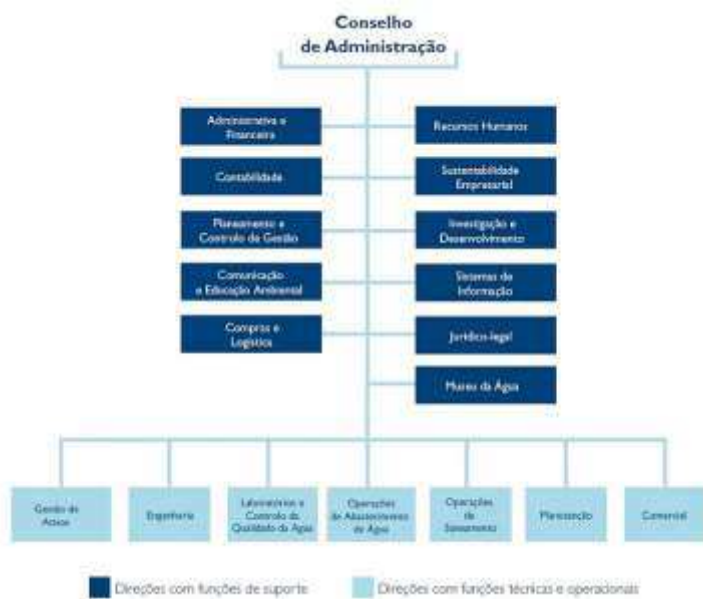 Conselho
de Administração
Administrativa e
Financeira
Recursos Humanos
Contabilidade
Sustentabilidade
Empresarial
Planeamento e
Controlo de Gestão
Investigação e
Desenvolvimento
Comunicação
e Educação Ambiental
Sistemas de
Informação
Compras e
Logística
Jurídico-legal
Museu da Água
Gestão de
Ativos
Engenharia
Laboratórios e
Controlo da
Qualidade da Água
Operações
de Abastecimento
de Água
Operações
de
Saneamento
Manutenção
Comercial
Direções com funções de suporte
Direções com funções técnicas e operacionais